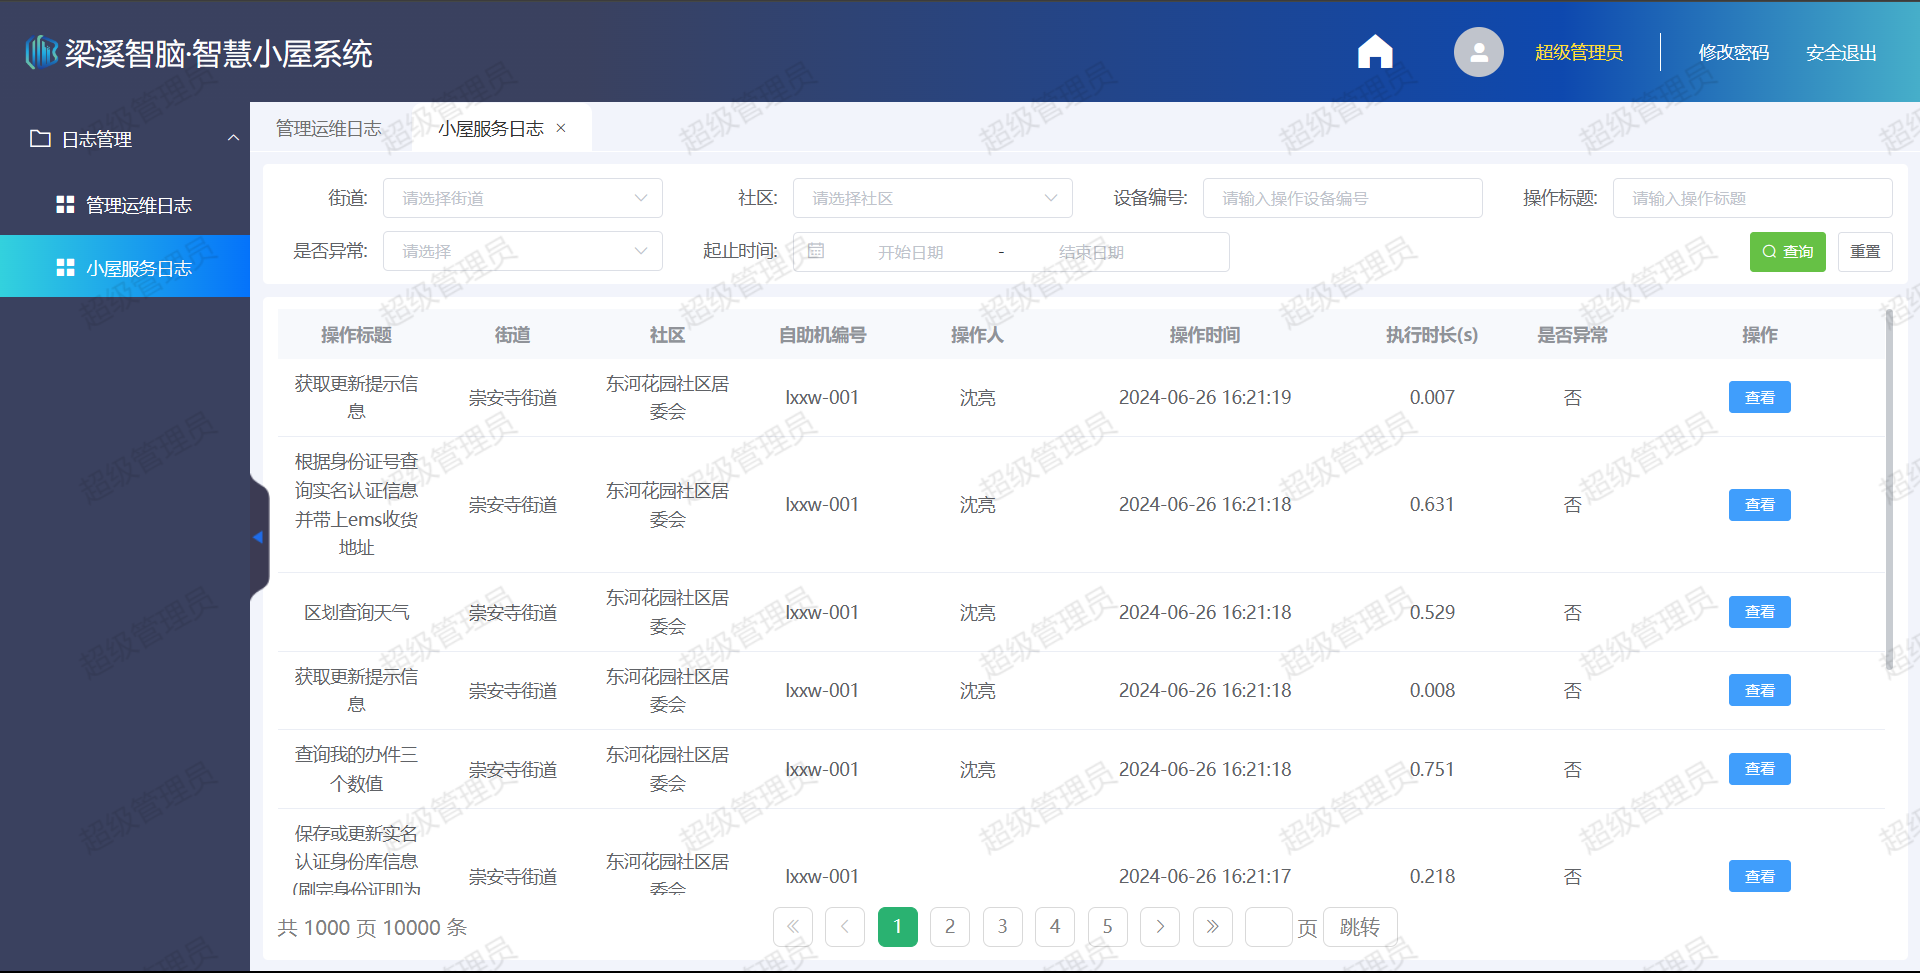 梁溪智脑·智慧小屋系统
超级管理员
修改密码
安全退出
日志管理
管理运维日志
小屋服务日志
管理运维日志
小屋服务日志 ×
街道: 请选择街道
社区: 请选择社区
设备编号: 请输入操作设备编号
操作标题: 请输入操作标题
是否异常: 请选择
起止时间: 开始日期 - 结束日期
查询
重置
操作标题 街道 社区 自助机编号 操作人 操作时间 执行时长(s) 是否异常 操作
获取更新提示信
息
崇安寺街道
东河花园社区居
委会
lxxw-001 沈亮 2024-06-26 16:21:19 0.007 否 查看
根据身份证号查
询实名认证信息
并带上ems收货
地址
崇安寺街道
东河花园社区居
委会
lxxw-001 沈亮 2024-06-26 16:21:18 0.631 否 查看
区划查询天气
崇安寺街道
东河花园社区居
委会
lxxw-001 沈亮 2024-06-26 16:21:18 0.529 否 查看
获取更新提示信
息
崇安寺街道
东河花园社区居
委会
lxxw-001 沈亮 2024-06-26 16:21:18 0.008 否 查看
查询我的办件三
个数值
崇安寺街道
东河花园社区居
委会
lxxw-001 沈亮 2024-06-26 16:21:18 0.751 否 查看
保存或更新实名
认证身份库信息
(刷完身份证即为
崇安寺街道
东河花园社区居
委会
lxxw-001 2024-06-26 16:21:17 0.218 否 查看
共 1000 页 10000 条
1 2 3 4 5 页 跳转
超级管理员